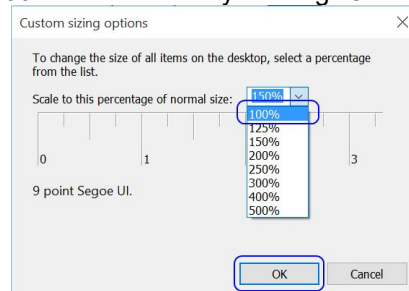 Custom sizing options
To change the size of all items on the desktop, select a percentage
from the list.
Scale to this percentage of normal size: 150%
100%
125%
150%
200%
250%
300%
400%
500%
0 1 3
9 point Segoe UI.
OK Cancel